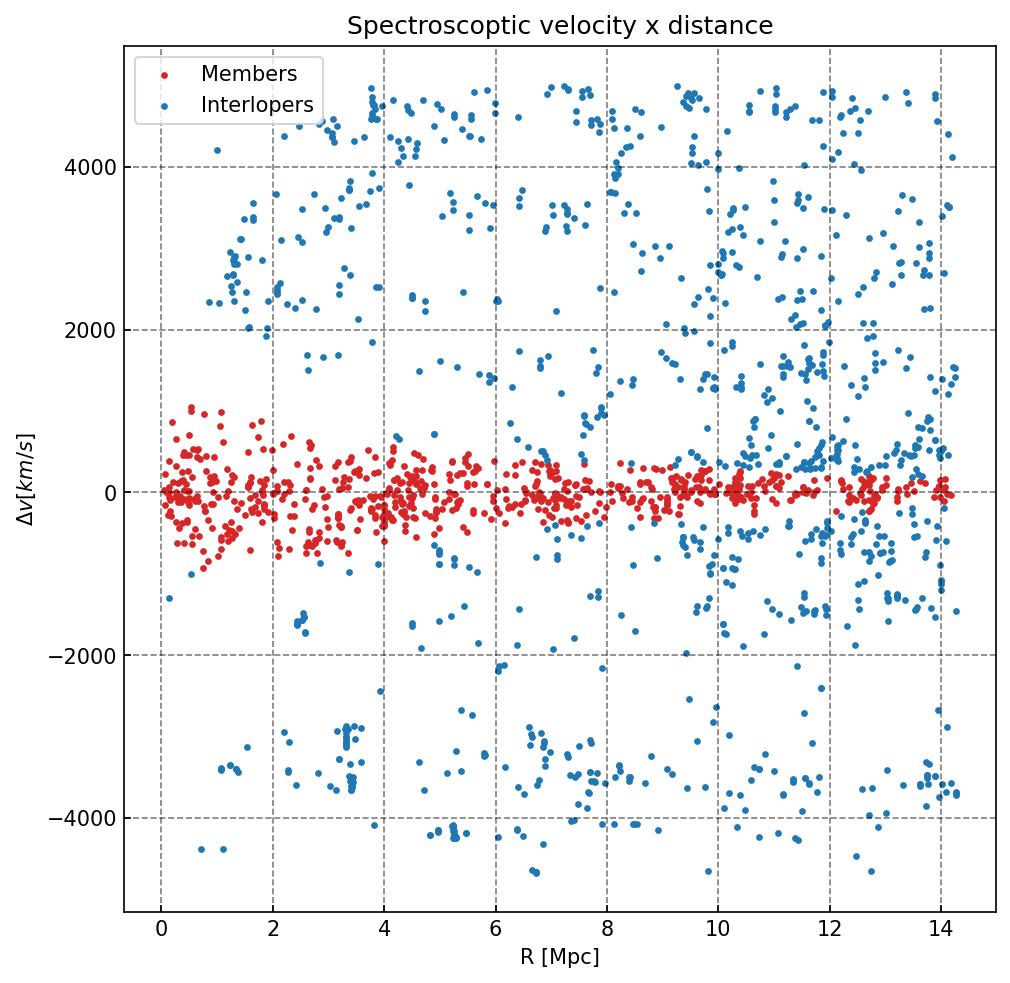 Spectroscoptic velocity x distance
Members
Interlopers
4000
2000
0
−2000
−4000
Δv[km/s]
0 2 4 6 8 10 12 14
R [Mpc]